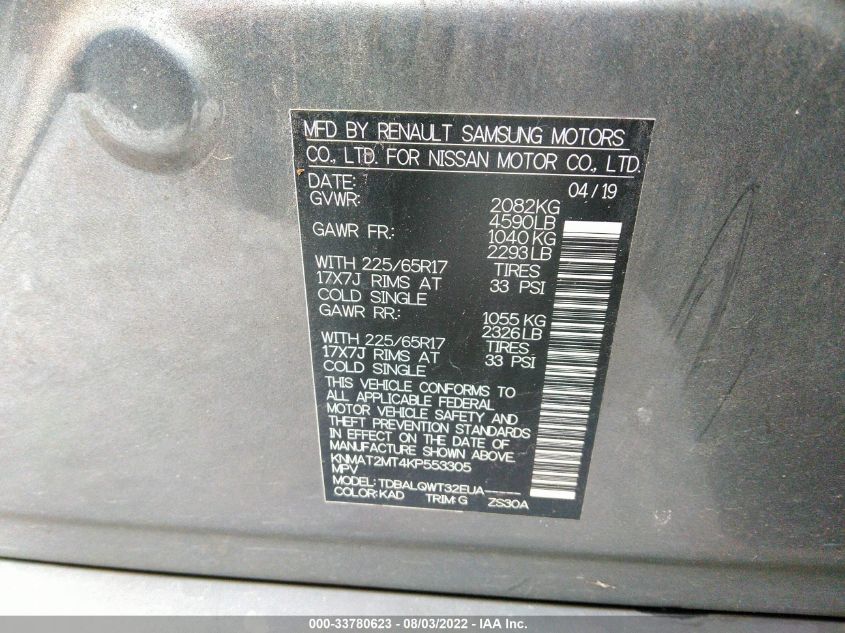 MFD BY RENAULT SAMSUNG MOTORS
CO., LTD. FOR NISSAN MOTOR CO., LTD.
DATE: 04/19
GVWR: 2082KG
4590LB
GAWR FR.: 1040 KG
2293LB
WITH 225/65R17 TIRES
17X7J RIMS AT 33 PSI
COLD SINGLE
GAWR RR.: 1055 KG
2326LB
WITH 225/65R17 TIRES
17X7J RIMS AT 33 PSI
COLD SINGLE
THIS VEHICLE CONFORMS TO
ALL APPLICABLE FEDERAL
MOTOR VEHICLE SAFETY AND
THEFT PREVENTION STANDARDS
IN EFFECT ON THE DATE OF
MANUFACTURE SHOWN ABOVE.
KNMAT2MT4KP553305
MPV
MODEL: TDBALQWT32EUA-----
COLOR: KAD TRIM: G ZS30A
000-33780623 - 08/03/2022 - IAA Inc.